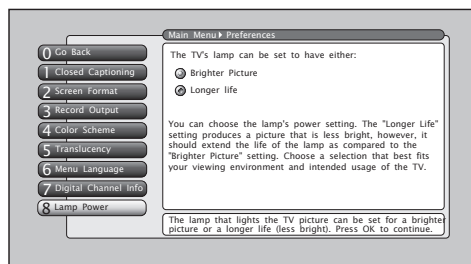 Main Menu Preferences
0 Go Back
1 Closed Captioning
2 Screen Format
3 Record Output
4 Color Scheme
5 Translucency
6 Menu Language
7 Digital Channel Info
8 Lamp Power
The TV's lamp can be set to have either:
Brighter Picture
Longer life
You can choose the lamp's power setting. The "Longer Life"
setting produces a picture that is less bright, however, it
should extend the life of the lamp as compared to the
"Brighter Picture" setting. Choose a selection that best fits
your viewing environment and intended usage of the TV.
The lamp that lights the TV picture can be set for a brighter
picture or a longer life (less bright). Press OK to continue.